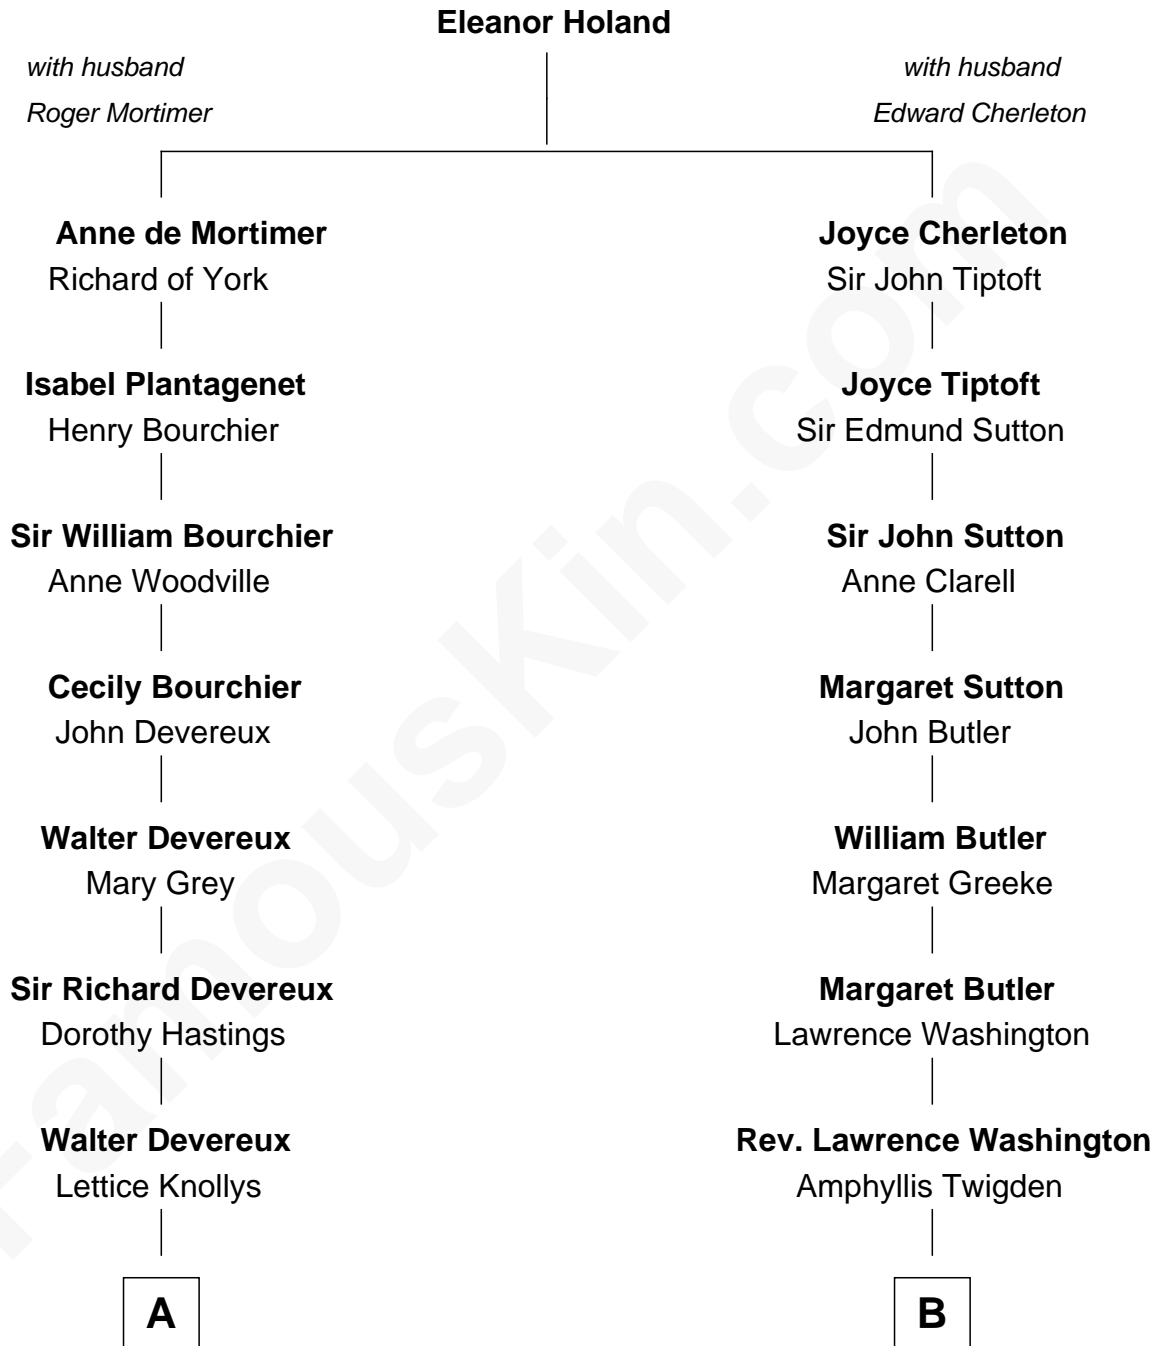 Eleanor Holand
with husband
Roger Mortimer
with husband
Edward Cherleton
Anne de Mortimer
Richard of York
Joyce Cherleton
Sir John Tiptoft
Isabel Plantagenet
Henry Bourchier
Joyce Tiptoft
Sir Edmund Sutton
Sir William Bourchier
Anne Woodville
Sir John Sutton
Anne Clarell
Cecily Bourchier
John Devereux
Margaret Sutton
John Butler
Walter Devereux
Mary Grey
William Butler
Margaret Greeke
Sir Richard Devereux
Dorothy Hastings
Margaret Butler
Lawrence Washington
Walter Devereux
Lettice Knollys
Rev. Lawrence Washington
Amphyllis Twigden
A
B
FamousKin.com